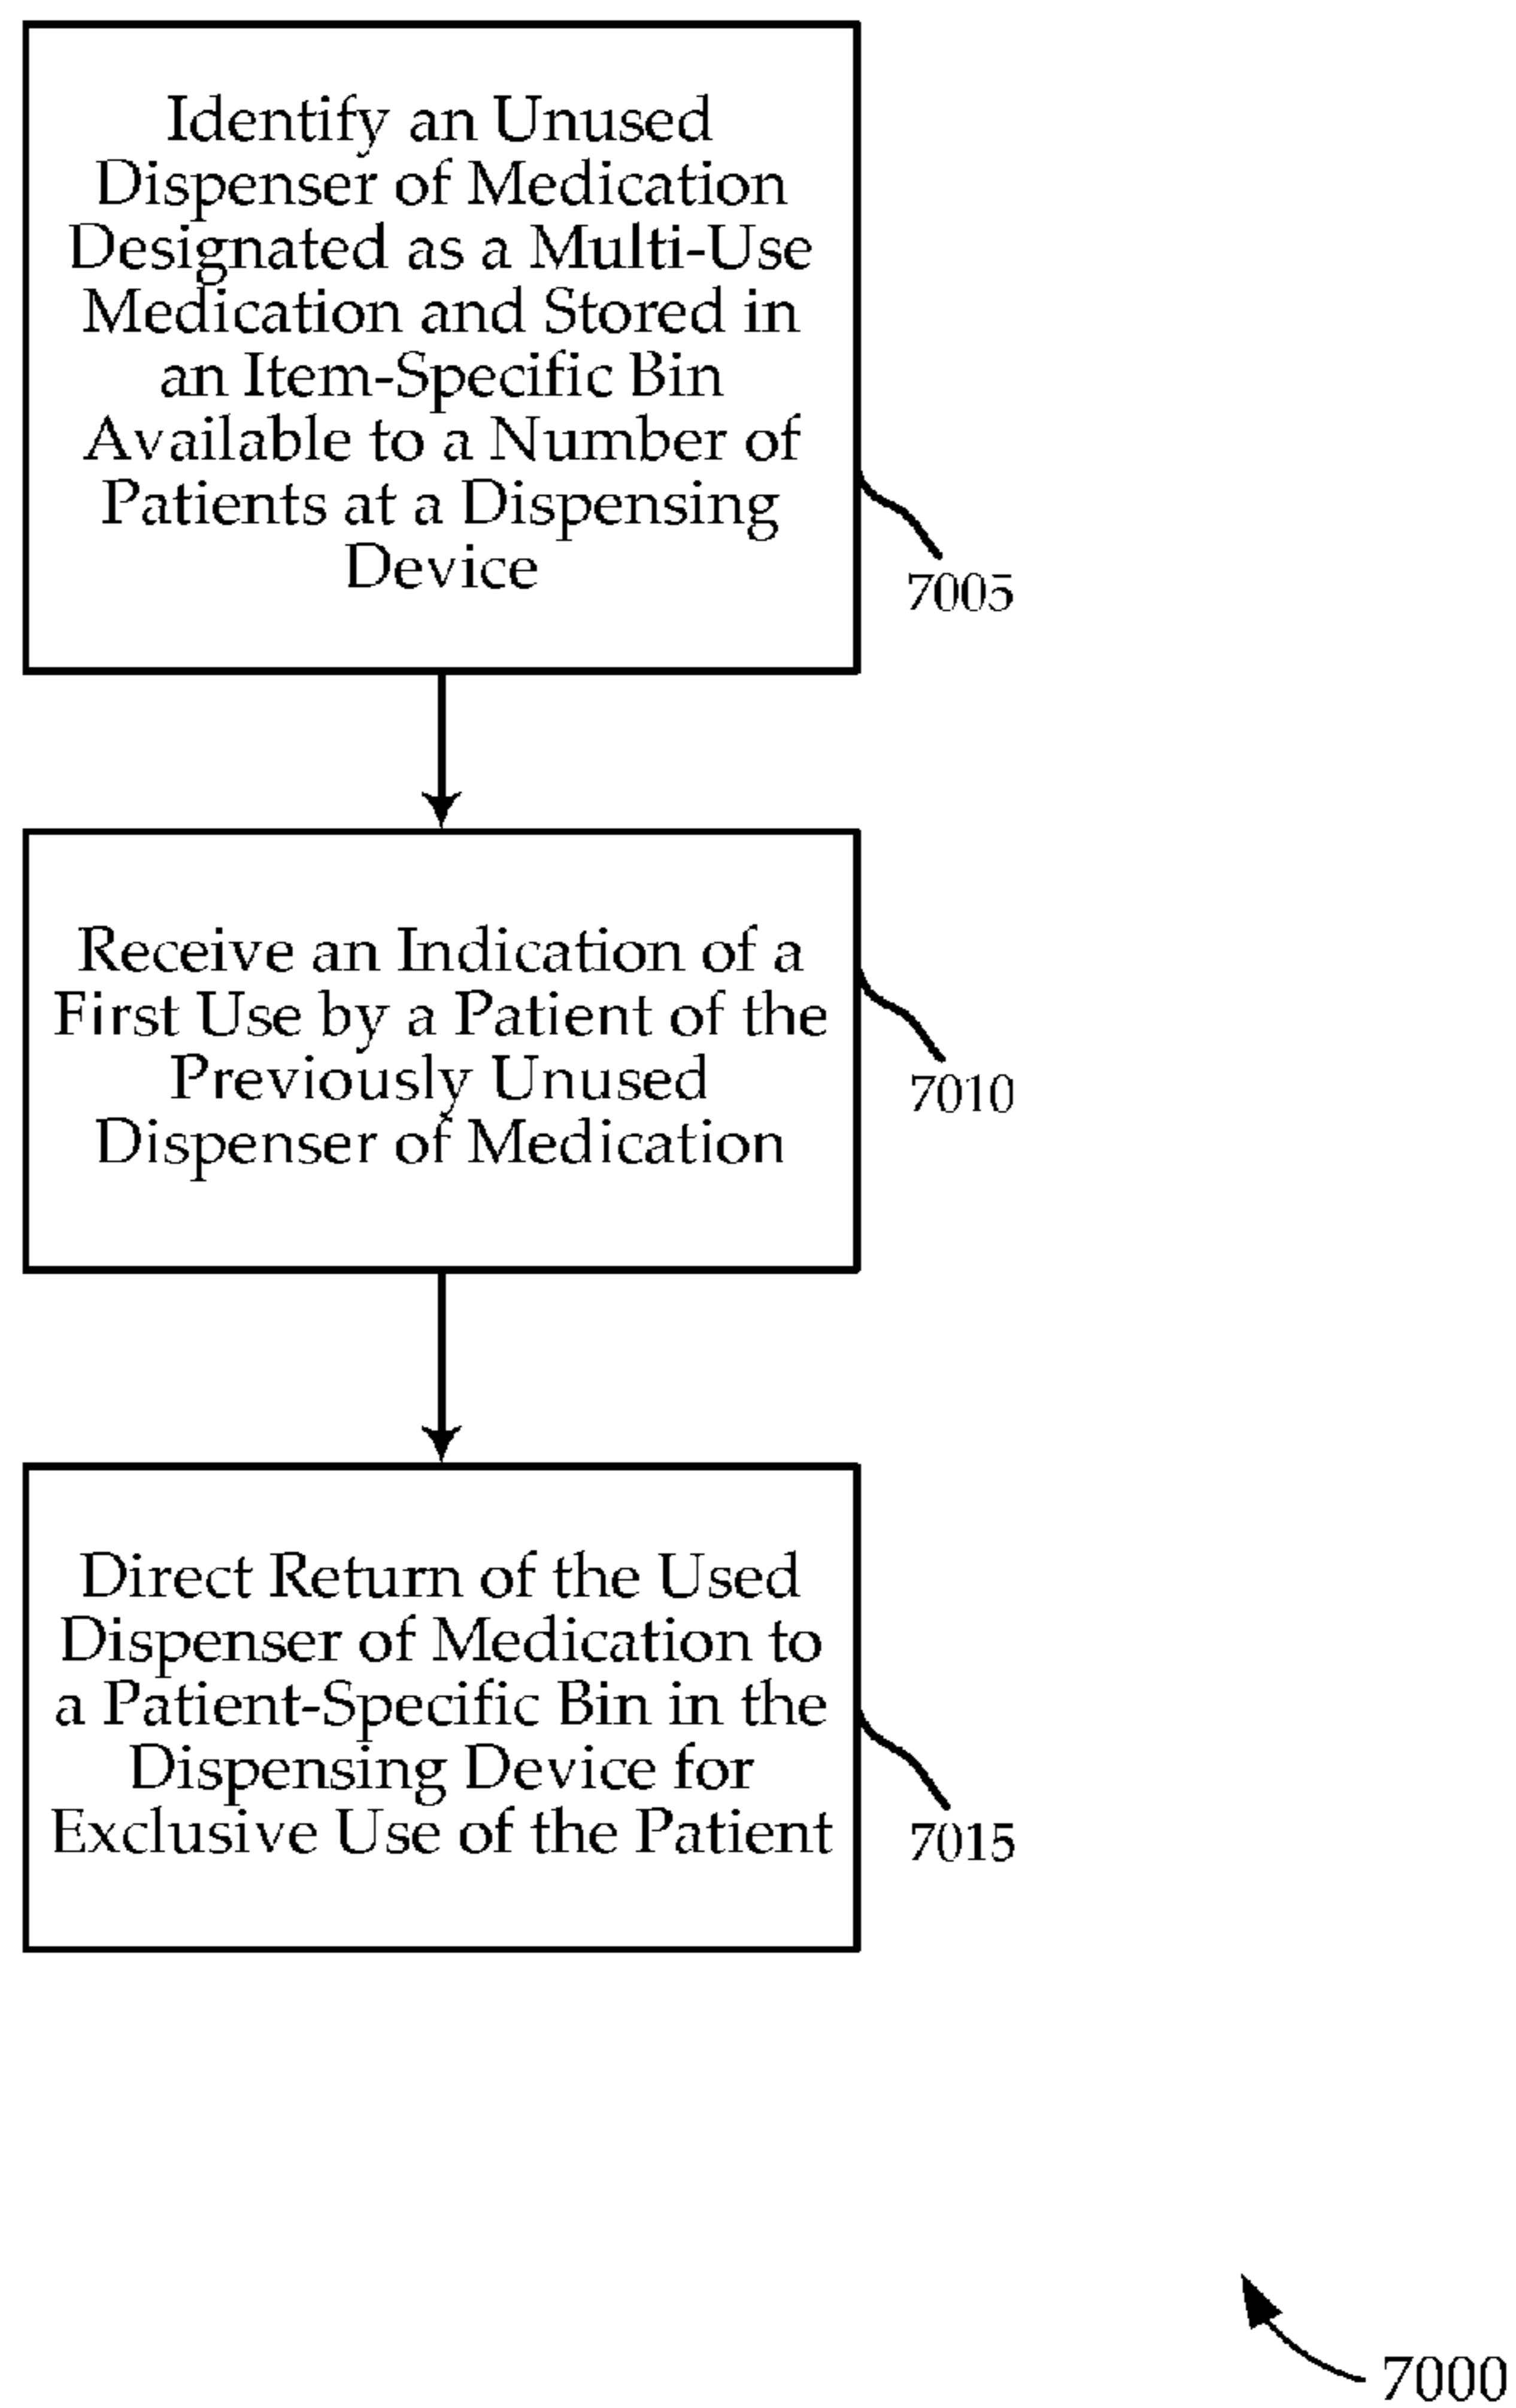 Identify an Unused
Dispenser of Medication
Designated as a Multi-Use
Medication and Stored in
an Item-Specific Bin
Available to a Number of
Patients at a Dispensing
Device
7005
Receive an Indication of a
First Use by a Patient of the
Previously Unused
Dispenser of Medication
7010
Direct Return of the Used
Dispenser of Medication to
a Patient-Specific Bin in the
Dispensing Device for
Exclusive Use of the Patient
7015
7000